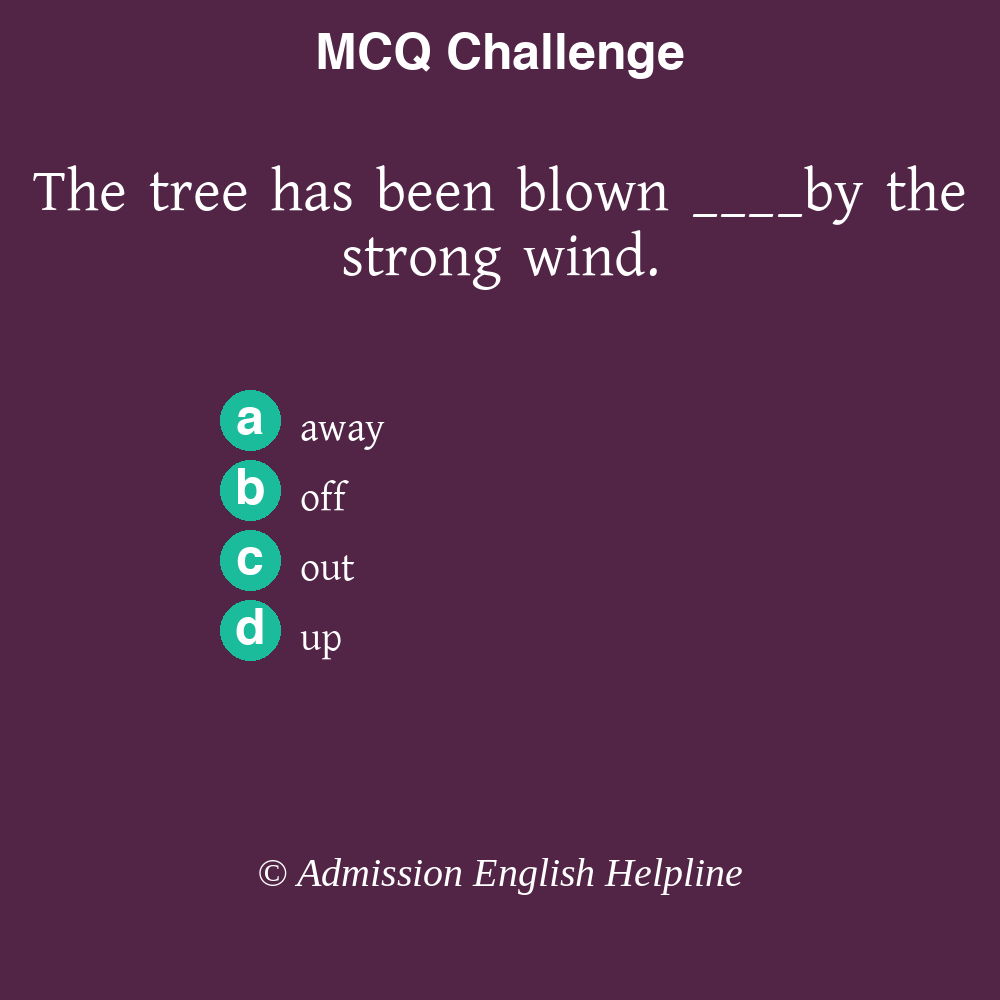 MCQ Challenge
The tree has been blown ____by the
strong wind.
a away
b off
c out
d up
© Admission English Helpline